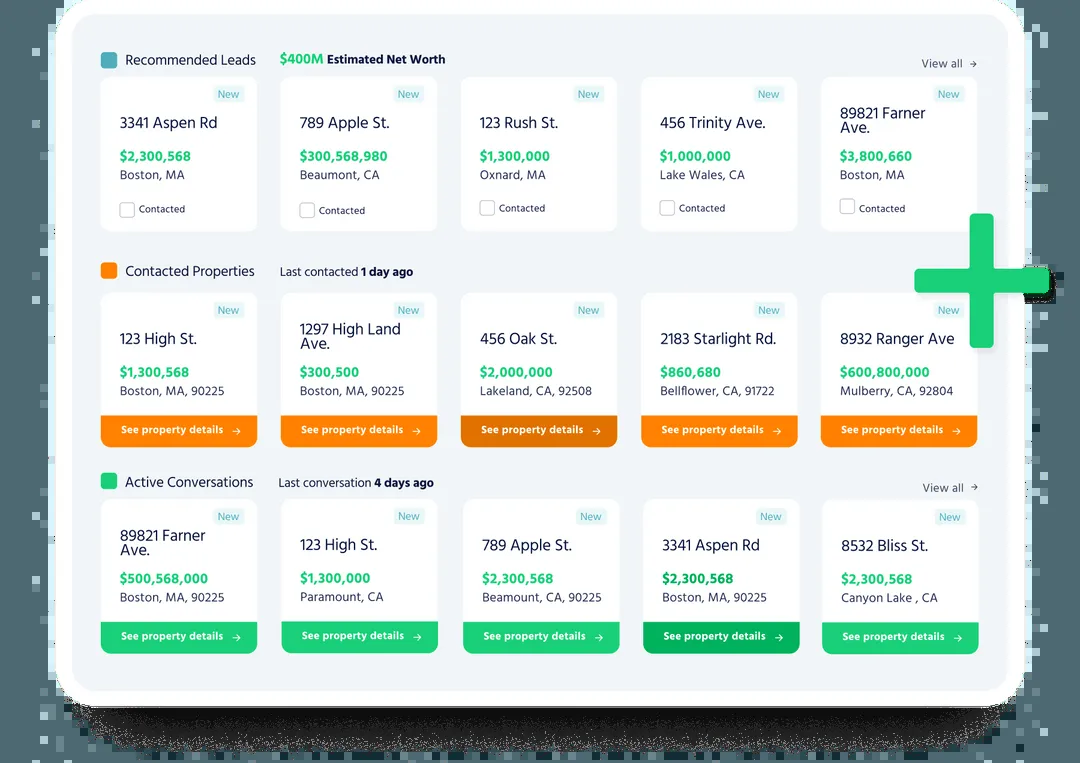 Recommended Leads $400M Estimated Net Worth View all →
New New New New New
3341 Aspen Rd 789 Apple St. 123 Rush St. 456 Trinity Ave. 89821 Farner
Ave.
$2,300,568 $300,568,980 $1,300,000 $1,000,000 $3,800,660
Boston, MA Beaumont, CA Oxnard, MA Lake Wales, CA Boston, MA
Contacted Contacted Contacted Contacted Contacted
Contacted Properties Last contacted 1 day ago
New New New New New
123 High St. 1297 High Land 456 Oak St. 2183 Starlight Rd. 8932 Ranger Ave
Ave.
$1,300,568 $300,500 $2,000,000 $860,680 $600,800,000
Boston, MA, 90225 Boston, MA, 90225 Lakeland, CA, 92508 Bellflower, CA, 91722 Mulberry, CA, 92804
See property details → See property details → See property details → See property details → See property details →
Active Conversations Last conversation 4 days ago View all →
New New New New New
89821 Farner 123 High St. 789 Apple St. 3341 Aspen Rd 8532 Bliss St.
Ave.
$500,568,000 $1,300,000 $2,300,568 $2,300,568 $2,300,568
Boston, MA, 90225 Paramount, CA Beamount, CA, 90225 Boston, MA, 90225 Canyon Lake , CA
See property details → See property details → See property details → See property details → See property details →